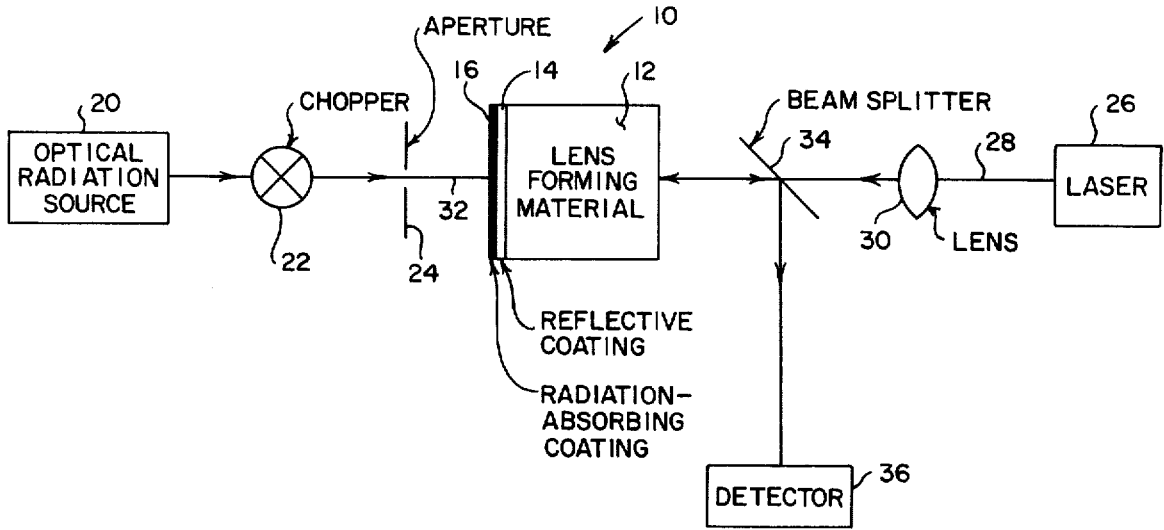 APERTURE
10
16
14
12
CHOPPER
BEAM SPLITTER
20
34
26
OPTICAL
RADIATION
SOURCE
LENS
FORMING
MATERIAL
28
LASER
32
30
LENS
22
24
REFLECTIVE
COATING
RADIATION-
ABSORBING
COATING
DETECTOR
36